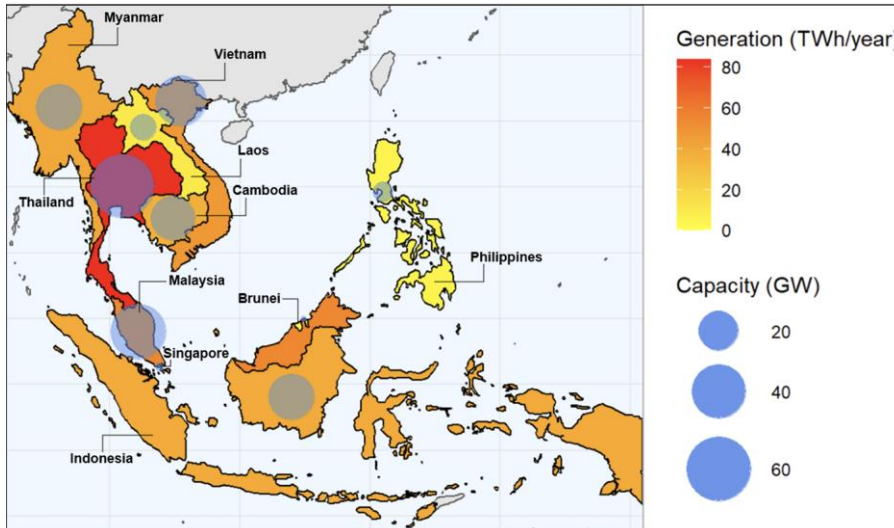 Myanmar
Vietnam
Laos
Cambodia
Thailand
Malaysia
Brunei
Philippines
Singapore
Indonesia
Generation (TWh/year)
80
60
40
20
0
Capacity (GW)
20
40
60